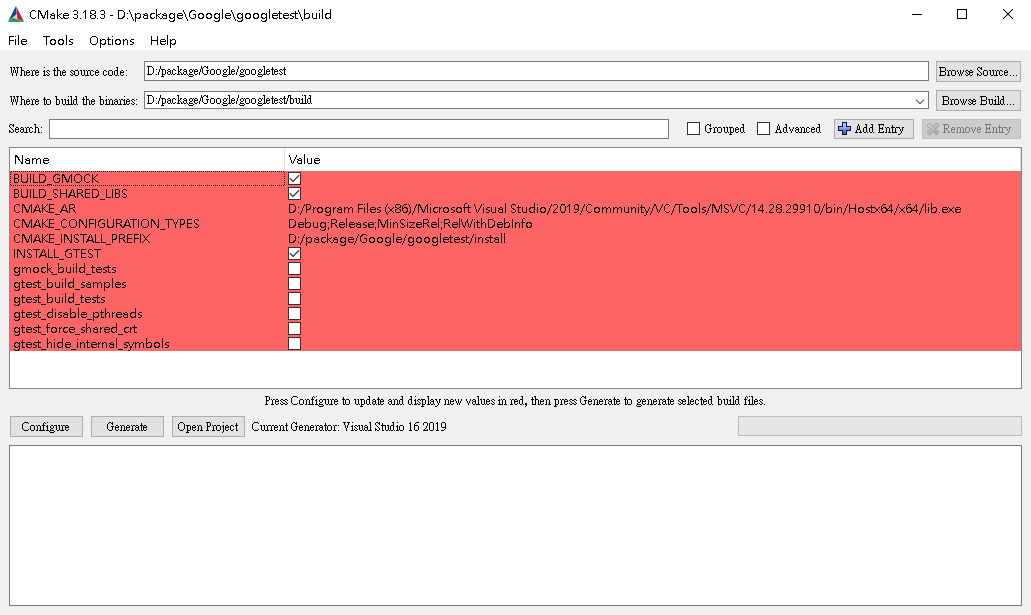 CMake 3.18.3 - D:\package\Google\googletest\build
File Tools Options Help
Where is the source code: D:/package/Google/googletest Browse Source...
Where to build the binaries: D:/package/Google/googletest/build Browse Build...
Search: Grouped Advanced Add Entry Remove Entry
Name Value
BUILD_GMOCK
BUILD_SHARED_LIBS
CMAKE_AR D:/Program Files (x86)/Microsoft Visual Studio/2019/Community/VC/Tools/MSVC/14.28.29910/bin/Hostx64/x64/lib.exe
CMAKE_CONFIGURATION_TYPES Debug;Release;MinSizeRel;RelWithDebInfo
CMAKE_INSTALL_PREFIX D:/package/Google/googletest/install
INSTALL_GTEST
gmock_build_tests
gtest_build_samples
gtest_build_tests
gtest_disable_pthreads
gtest_force_shared_crt
gtest_hide_internal_symbols
Press Configure to update and display new values in red, then press Generate to generate selected build files.
Configure Generate Open Project Current Generator: Visual Studio 16 2019